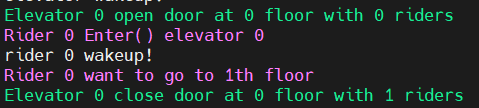 Elevator 0 open door at 0 floor with 0 riders
Rider 0 Enter() elevator 0
rider 0 wakeup!
Rider 0 want to go to 1th floor
Elevator 0 close door at 0 floor with 1 riders